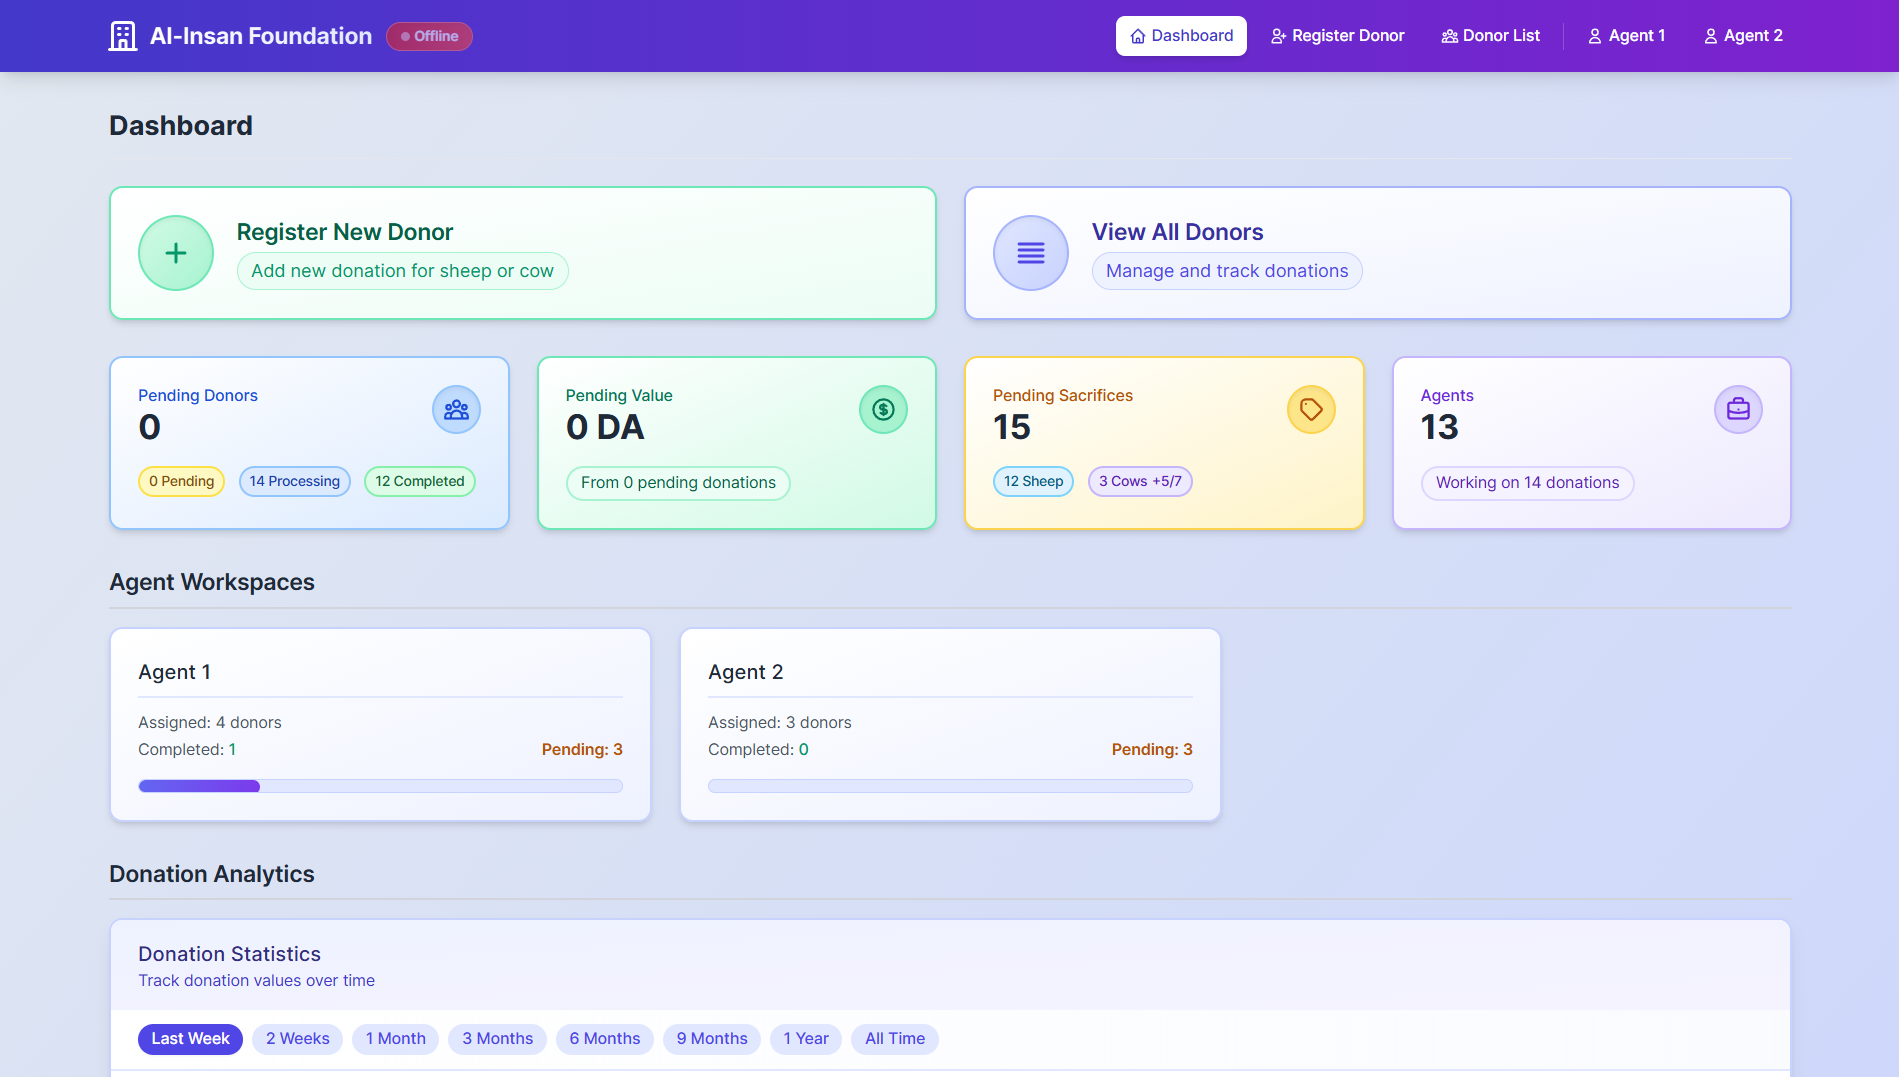 Al-Insan Foundation
Offline
Dashboard
Register Donor
Donor List
Agent 1
Agent 2
Dashboard
Register New Donor
Add new donation for sheep or cow
View All Donors
Manage and track donations
Pending Donors
0
0 Pending
14 Processing
12 Completed
Pending Value
0 DA
From 0 pending donations
Pending Sacrifices
15
12 Sheep
3 Cows +5/7
Agents
13
Working on 14 donations
Agent Workspaces
Agent 1
Assigned: 4 donors
Completed: 1
Pending: 3
Agent 2
Assigned: 3 donors
Completed: 0
Pending: 3
Donation Analytics
Donation Statistics
Track donation values over time
Last Week
2 Weeks
1 Month
3 Months
6 Months
9 Months
1 Year
All Time